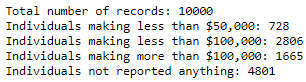 Total number of records: 10000
Individuals making less than $50,000: 728
Individuals making less than $100,000: 2806
Individuals making more than $100,000: 1665
Individuals not reported anything: 4801